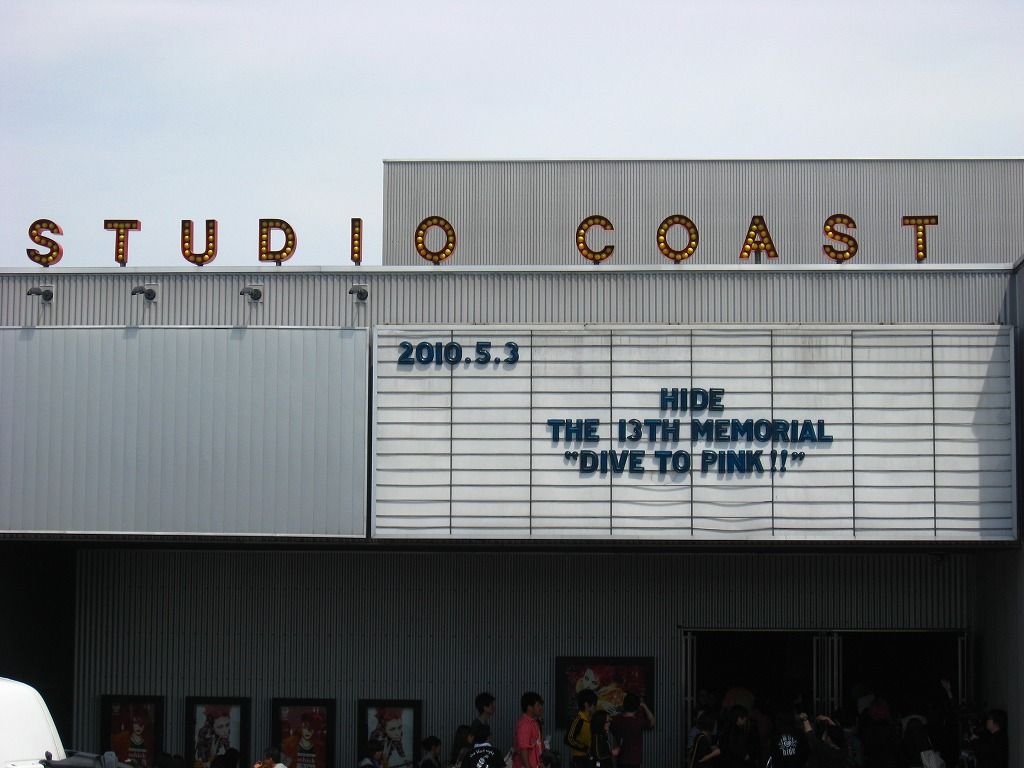 STUDIO COAST
2010.5.3
HIDE
THE 13TH MEMORIAL
"DIVE TO PINK!!"